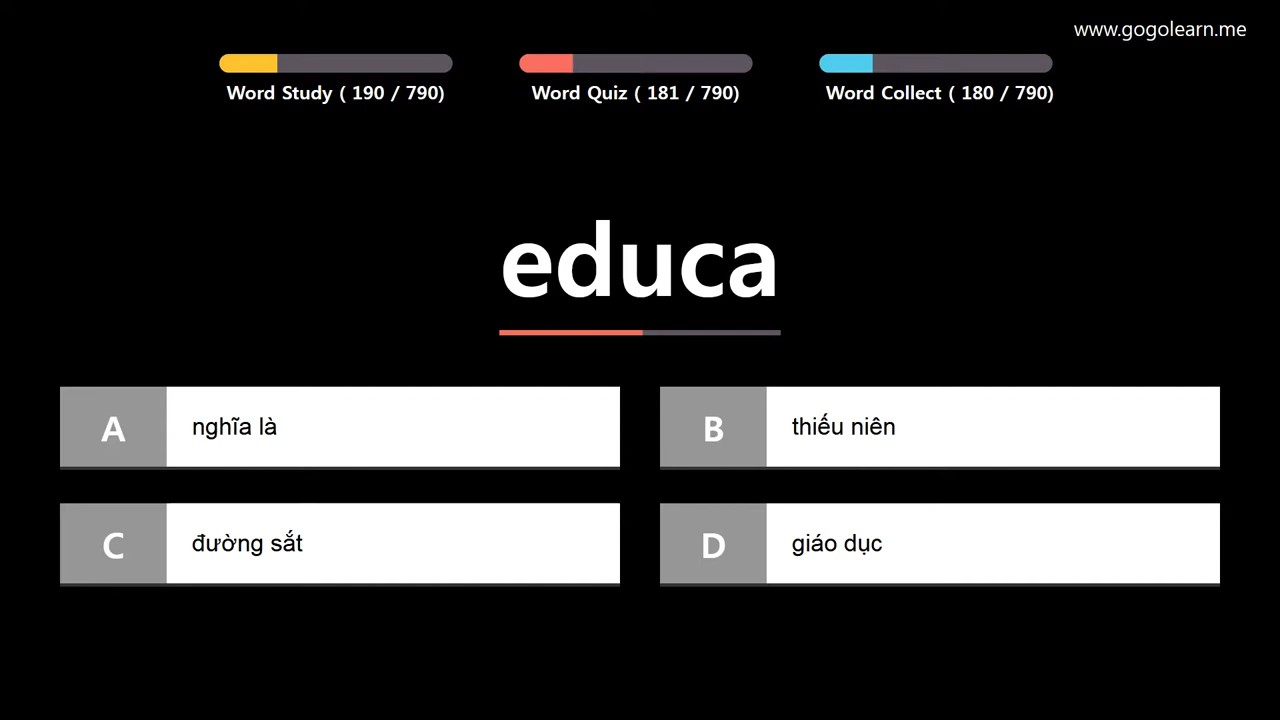 www.gogolearn.me
Word Study ( 190 / 790)
Word Quiz ( 181 / 790)
Word Collect ( 180 / 790)
educa
A
nghĩa là
B
thiếu niên
C
đường sắt
D
giáo dục